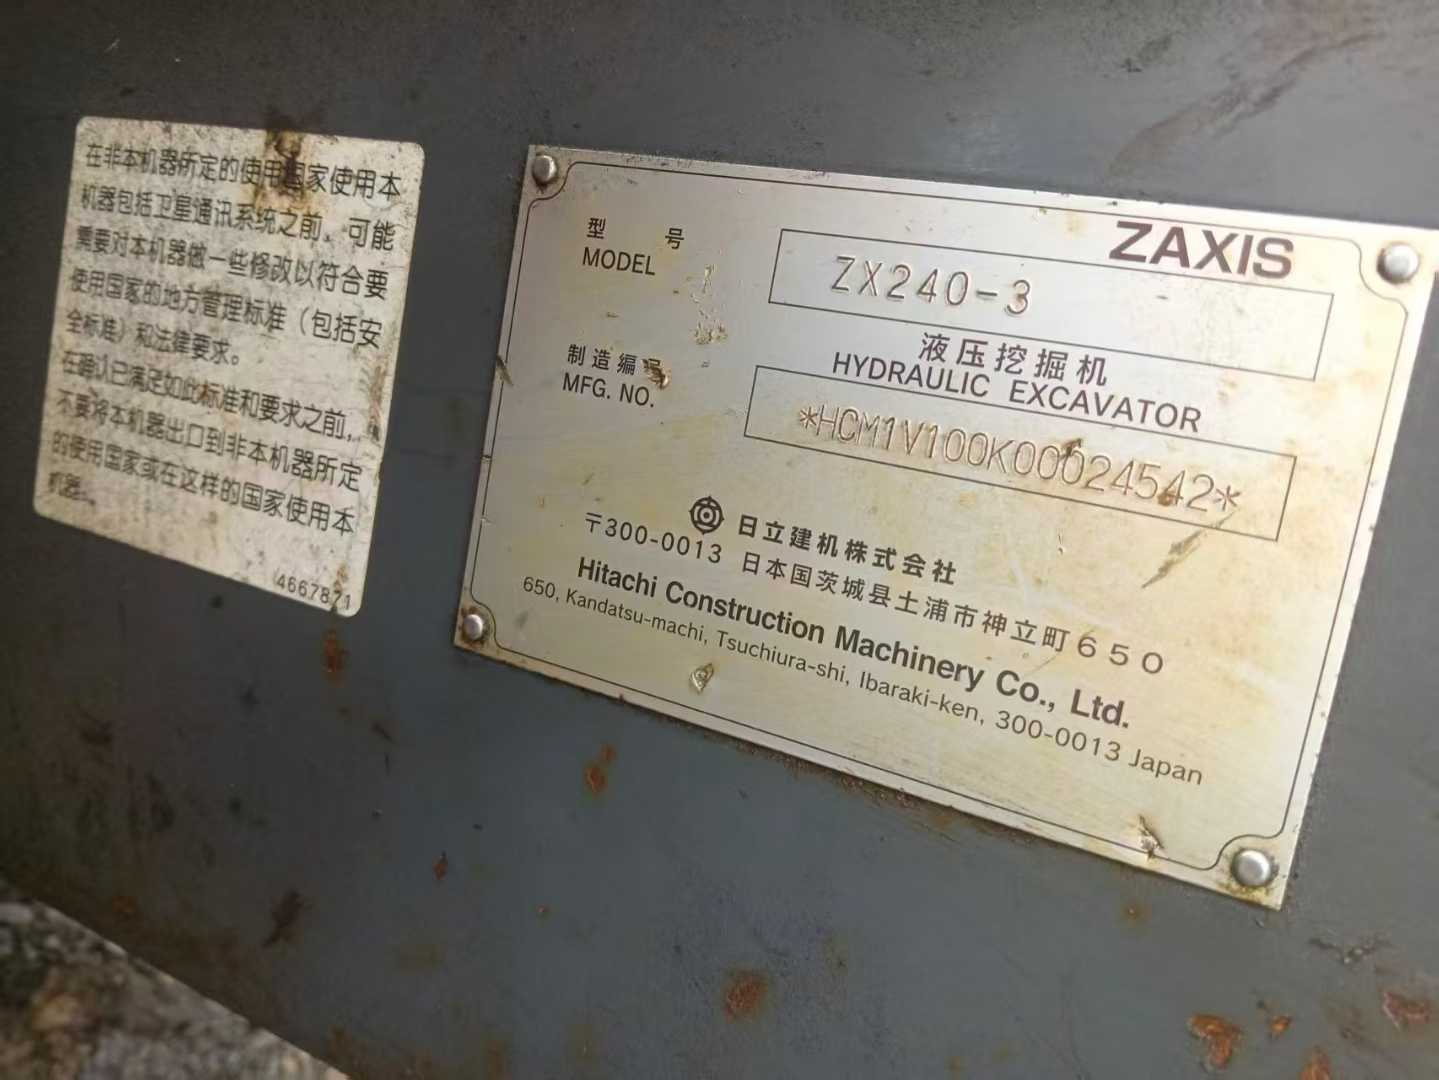 在非本机器所定的使用国家使用本
机器包括卫星通讯系统之前，可能
需要对本机器做一些修改以符合要
使用国家的地方管理标准（包括安
全标准）和法律要求。
在确认已满足如此标准和要求之前，
不要将本机器出口到非本机器所定
的使用国家或在这样的国家使用本
机器。
4667871
ZAXIS
型 号
MODEL
ZX240-3
液压挖掘机
HYDRAULIC EXCAVATOR
制造编号
MFG. NO.
*HCM1V100K00024542*
日立建机株式会社
〒300-0013 日本国茨城县土浦市神立町650
Hitachi Construction Machinery Co., Ltd.
650, Kandatsu-machi, Tsuchiura-shi, Ibaraki-ken, 300-0013 Japan